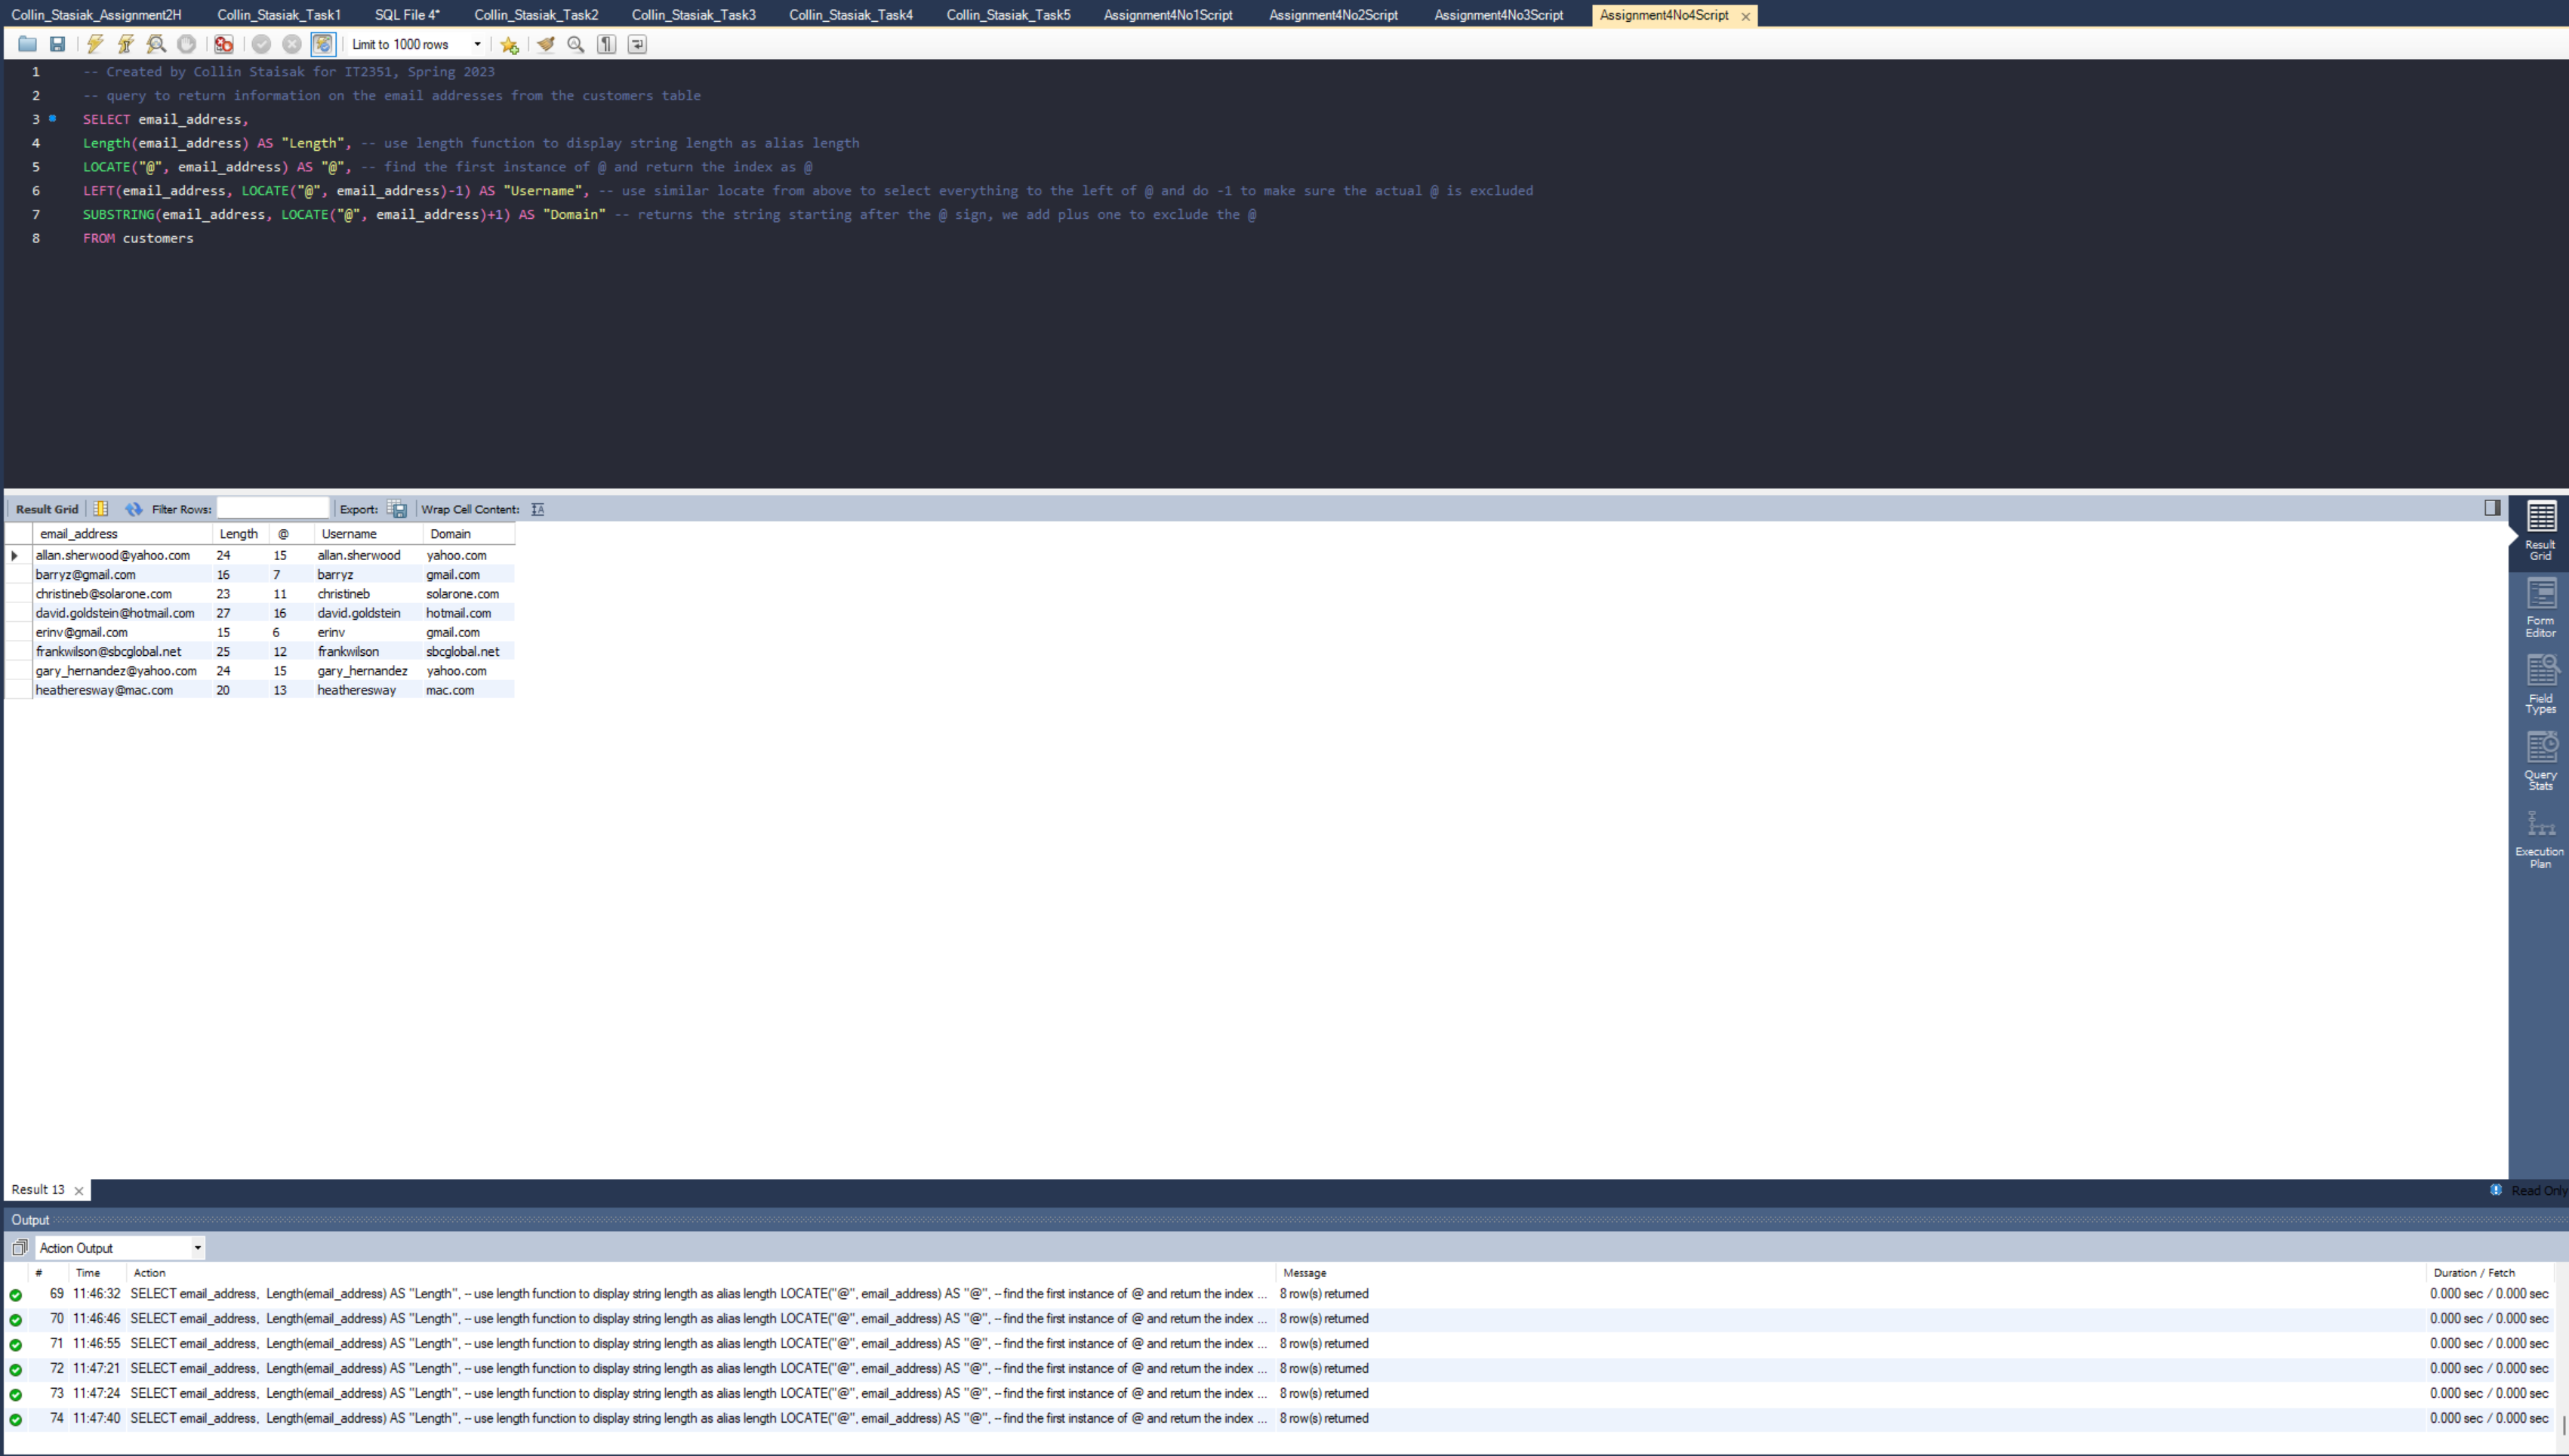 Collin_Stasiak_Assignment2H Collin_Stasiak_Task1 SQL File 4* Collin_Stasiak_Task2 Collin_Stasiak_Task3 Collin_Stasiak_Task4 Collin_Stasiak_Task5 Assignment4No1Script Assignment4No2Script Assignment4No3Script Assignment4No4Script
Limit to 1000 rows
1 -- Created by Collin Staisak for IT2351, Spring 2023
2 -- query to return information on the email addresses from the customers table
3 SELECT email_address,
4 Length(email_address) AS "Length", -- use length function to display string length as alias length
5 LOCATE("@", email_address) AS "@", -- find the first instance of @ and return the index as @
6 LEFT(email_address, LOCATE("@", email_address)-1) AS "Username", -- use similar locate from above to select everything to the left of @ and do -1 to make sure the actual @ is excluded
7 SUBSTRING(email_address, LOCATE("@", email_address)+1) AS "Domain" -- returns the string starting after the @ sign, we add plus one to exclude the @
8 FROM customers
Result Grid Filter Rows: Export: Wrap Cell Content:
email_address Length @ Username Domain
allan.sherwood@yahoo.com 24 15 allan.sherwood yahoo.com
barryz@gmail.com 16 7 barryz gmail.com
christineb@solarone.com 23 11 christineb solarone.com
david.goldstein@hotmail.com 27 16 david.goldstein hotmail.com
erinv@gmail.com 15 6 erinv gmail.com
frankwilson@sbcglobal.net 25 12 frankwilson sbcglobal.net
gary_hernandez@yahoo.com 24 15 gary_hernandez yahoo.com
heatheresway@mac.com 20 13 heatheresway mac.com
Result
Grid
Form
Editor
Field
Types
Query
Stats
Execution
Plan
Result 13
Read Only
Output
Action Output
# Time Action Message Duration / Fetch
69 11:46:32 SELECT email_address, Length(email_address) AS "Length", -- use length function to display string length as alias length LOCATE("@", email_address) AS "@", -- find the first instance of @ and return the index ... 8 row(s) returned 0.000 sec / 0.000 sec
70 11:46:46 SELECT email_address, Length(email_address) AS "Length", -- use length function to display string length as alias length LOCATE("@", email_address) AS "@", -- find the first instance of @ and return the index ... 8 row(s) returned 0.000 sec / 0.000 sec
71 11:46:55 SELECT email_address, Length(email_address) AS "Length", -- use length function to display string length as alias length LOCATE("@", email_address) AS "@", -- find the first instance of @ and return the index ... 8 row(s) returned 0.000 sec / 0.000 sec
72 11:47:21 SELECT email_address, Length(email_address) AS "Length", -- use length function to display string length as alias length LOCATE("@", email_address) AS "@", -- find the first instance of @ and return the index ... 8 row(s) returned 0.000 sec / 0.000 sec
73 11:47:24 SELECT email_address, Length(email_address) AS "Length", -- use length function to display string length as alias length LOCATE("@", email_address) AS "@", -- find the first instance of @ and return the index ... 8 row(s) returned 0.000 sec / 0.000 sec
74 11:47:40 SELECT email_address, Length(email_address) AS "Length", -- use length function to display string length as alias length LOCATE("@", email_address) AS "@", -- find the first instance of @ and return the index ... 8 row(s) returned 0.000 sec / 0.000 sec